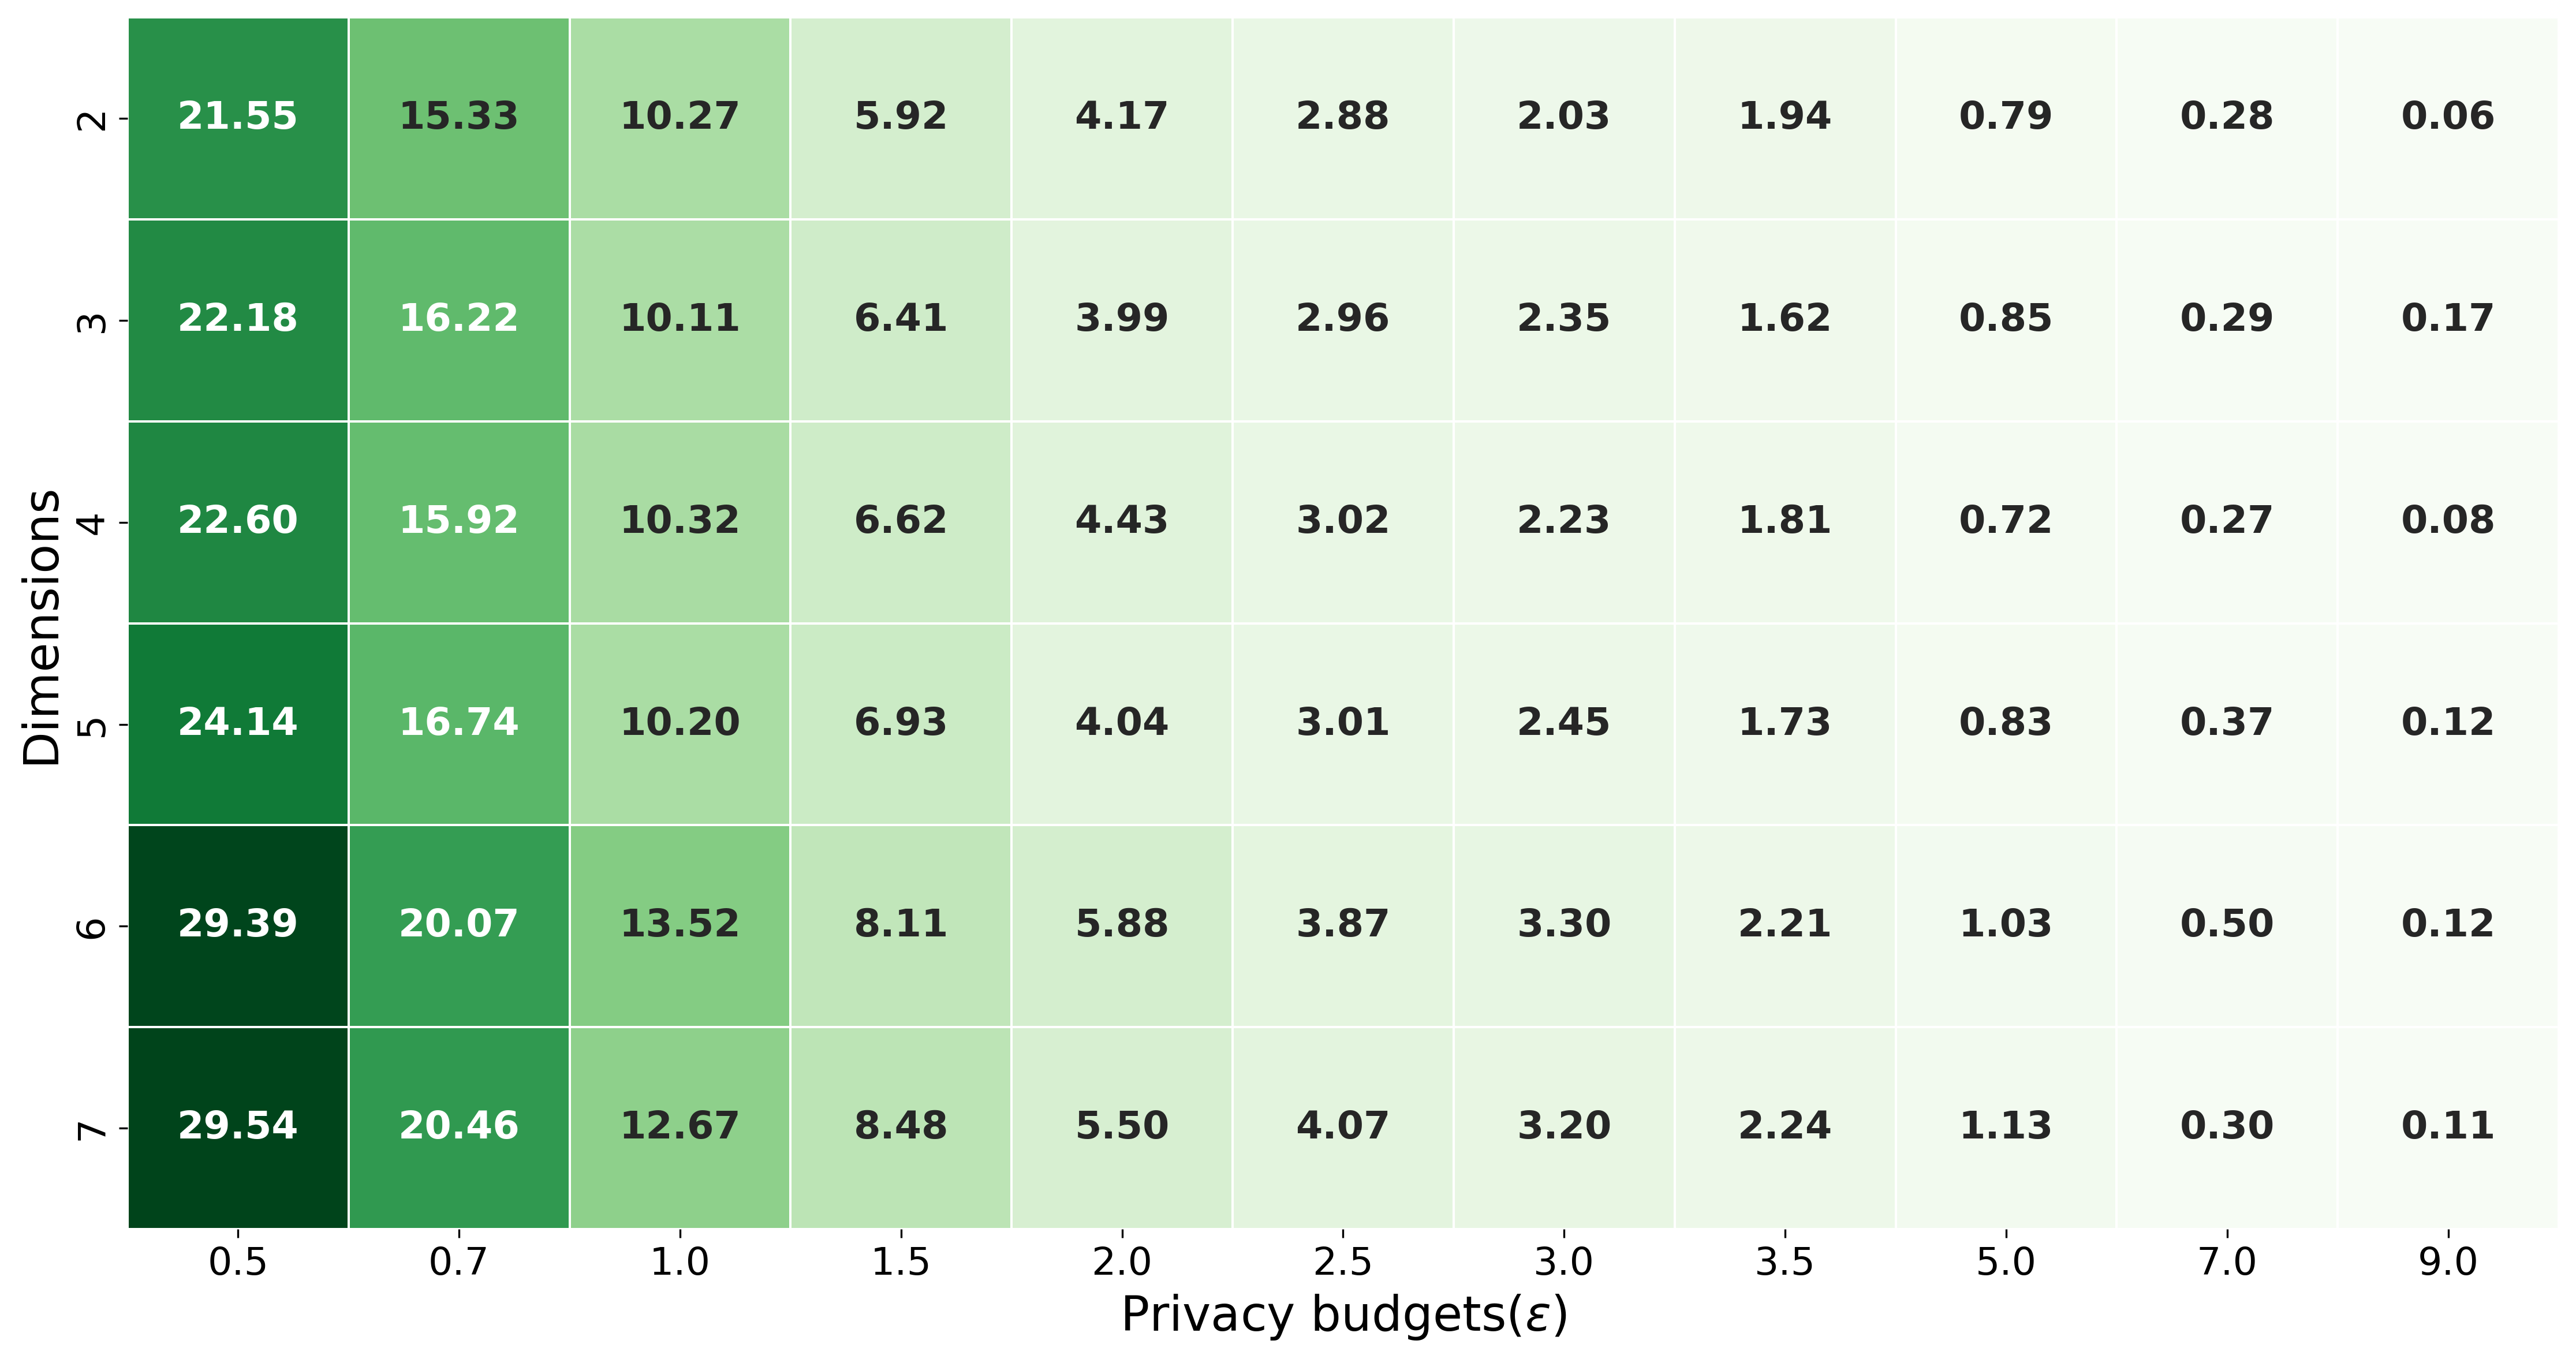 2 21.55 15.33 10.27 5.92 4.17 2.88 2.03 1.94 0.79 0.28 0.06
3 22.18 16.22 10.11 6.41 3.99 2.96 2.35 1.62 0.85 0.29 0.17
4 22.60 15.92 10.32 6.62 4.43 3.02 2.23 1.81 0.72 0.27 0.08
5 24.14 16.74 10.20 6.93 4.04 3.01 2.45 1.73 0.83 0.37 0.12
6 29.39 20.07 13.52 8.11 5.88 3.87 3.30 2.21 1.03 0.50 0.12
7 29.54 20.46 12.67 8.48 5.50 4.07 3.20 2.24 1.13 0.30 0.11
Dimensions
0.5 0.7 1.0 1.5 2.0 2.5 3.0 3.5 5.0 7.0 9.0
Privacy budgets(ε)